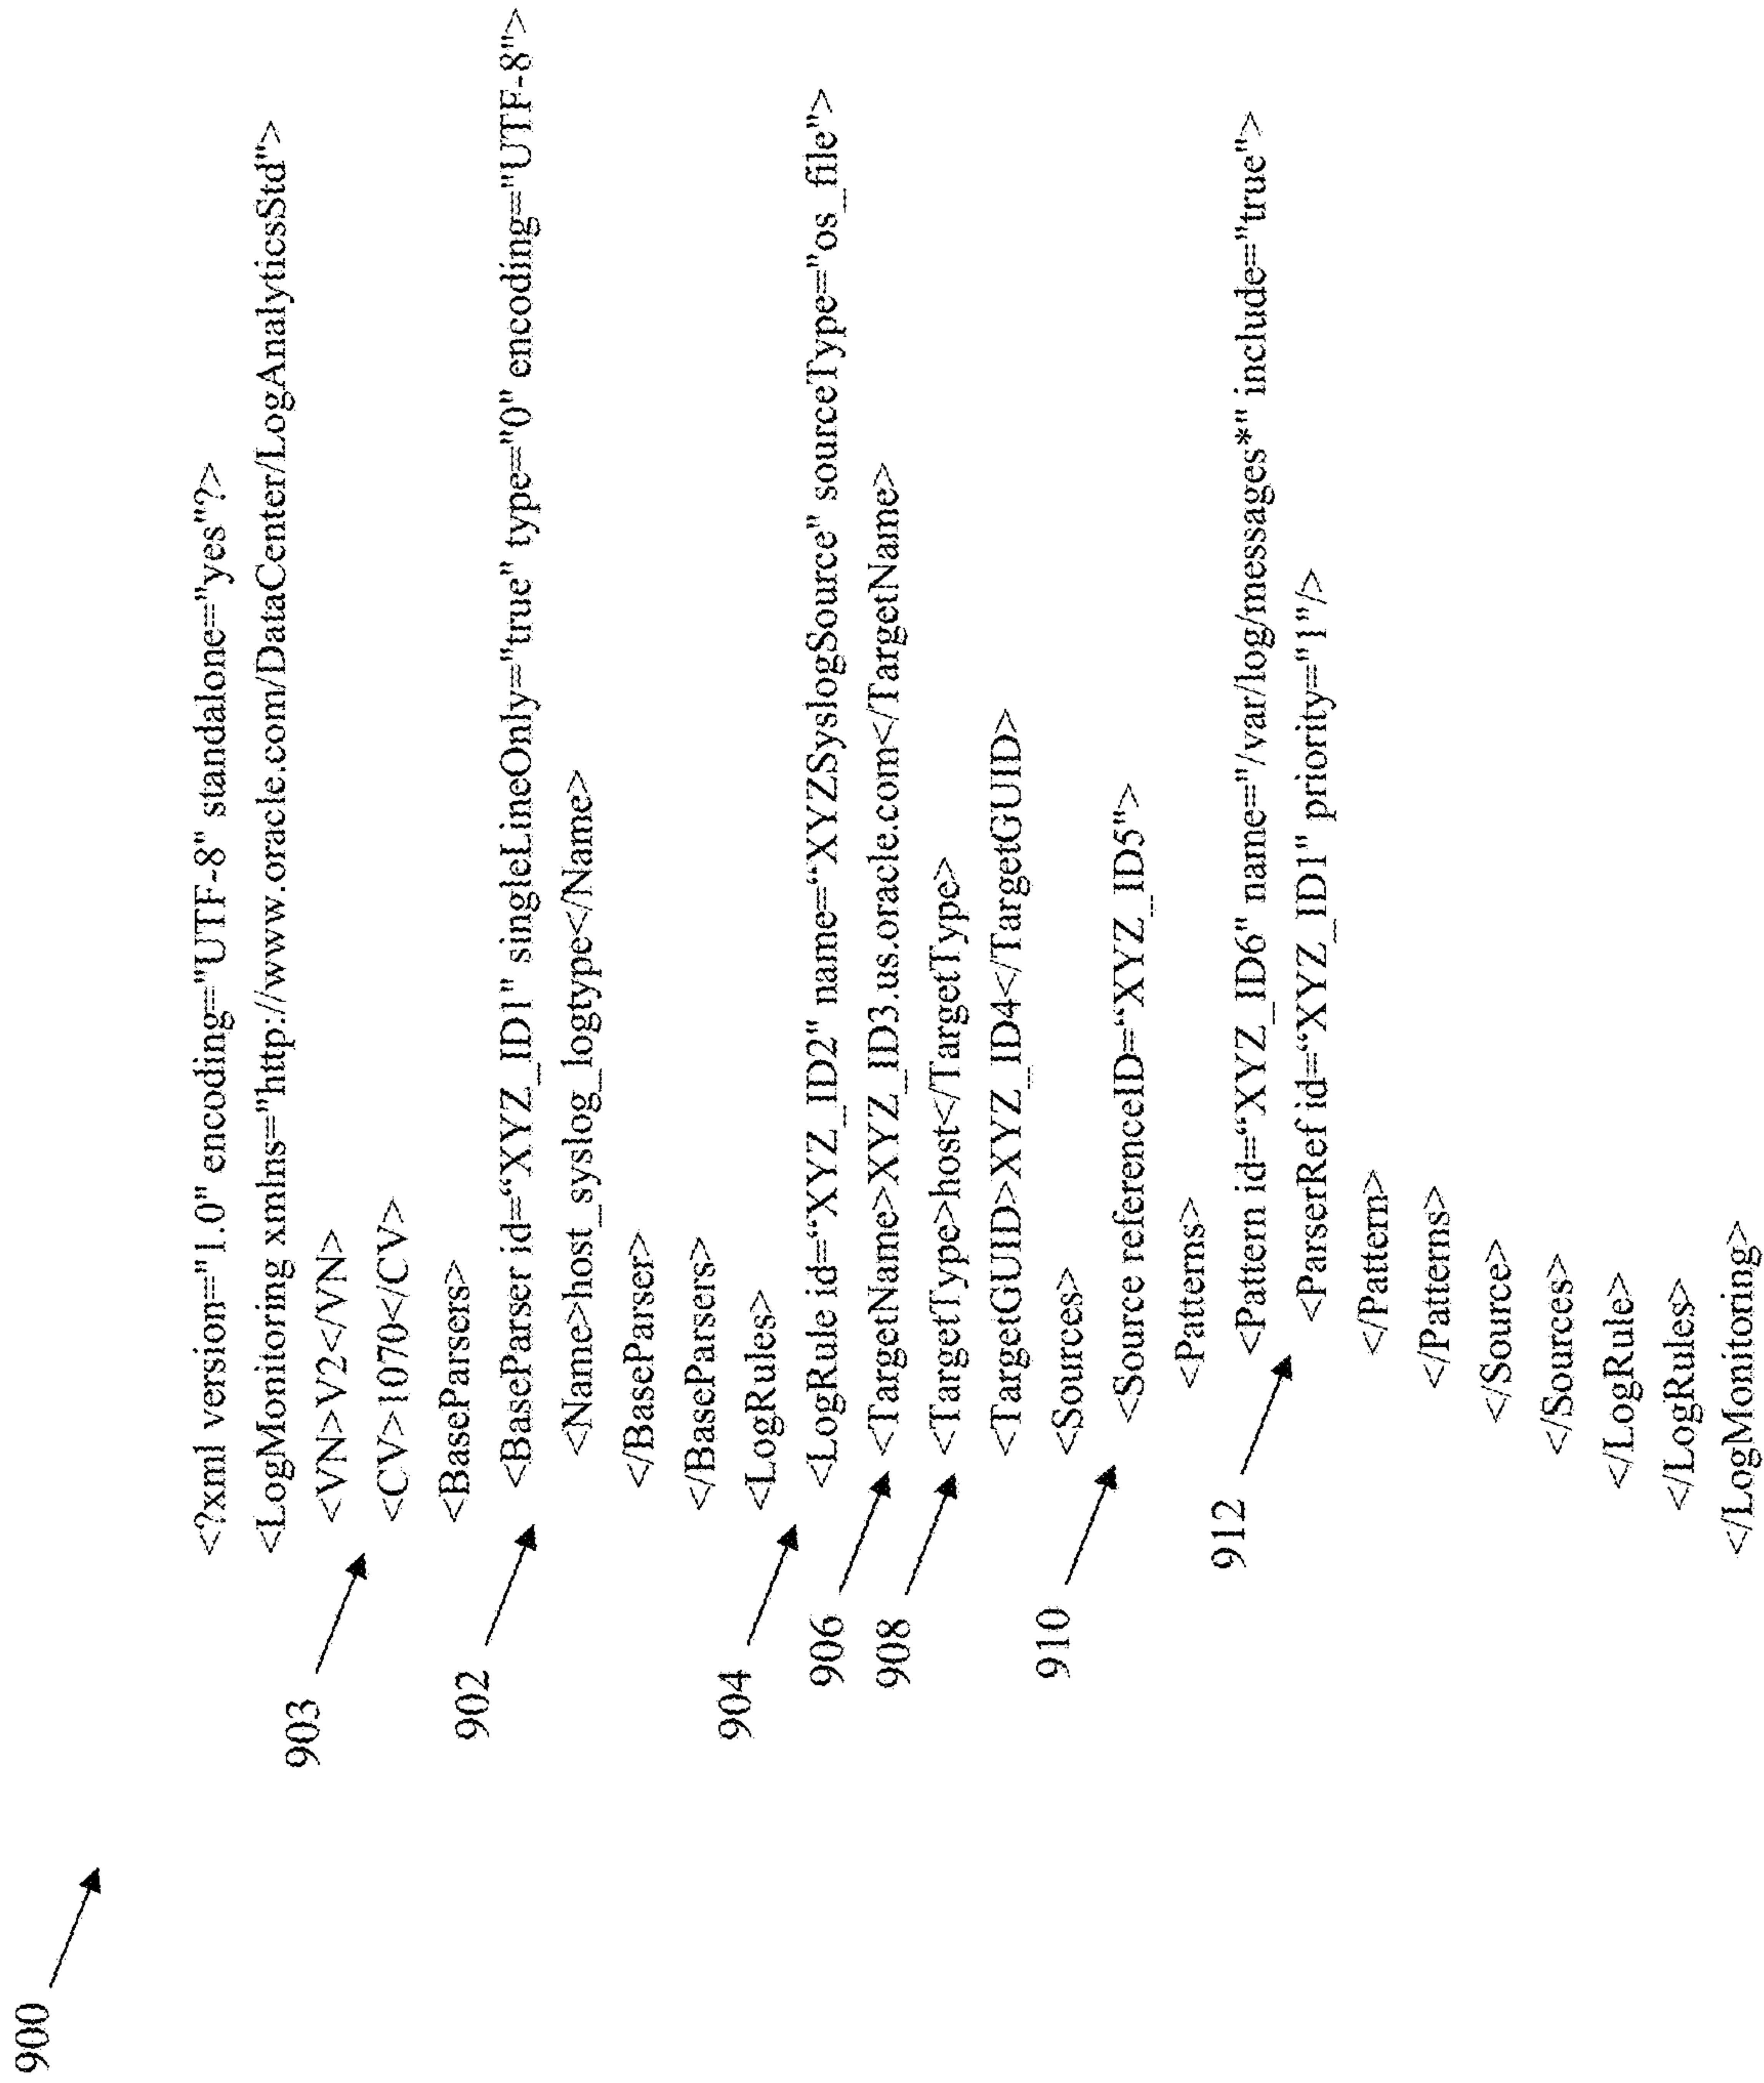 900
<?xml version="1.0" encoding="UTF-8" standalone="yes"?>
<LogMonitoring xmlns="http://www.oracle.com/DataCenter/LogAnalyticsStd">
<VN>V2</VN>
903
<CV>1070</CV>
<BaseParsers>
902
<BaseParser id=“XYZ_ID1" singleLineOnly="true" type="0" encoding="UTF-8">
<Name>host_syslog_logtype</Name>
</BaseParser>
</BaseParsers>
<LogRules>
904
<LogRule id=“XYZ_ID2" name=“XYZSyslogSource" sourceType="os_file">
906
<TargetName>XYZ_ID3.us.oracle.com</TargetName>
908
<TargetType>host</TargetType>
<TargetGUID>XYZ_ID4</TargetGUID>
<Sources>
910
<Source referenceID=“XYZ_ID5">
<Patterns>
912
<Pattern id=“XYZ_ID6" name="/var/log/messages*" include="true">
<ParserRef id=“XYZ_ID1" priority="1"/>
</Pattern>
</Patterns>
</Source>
</Sources>
</LogRule>
</LogRules>
</LogMonitoring>